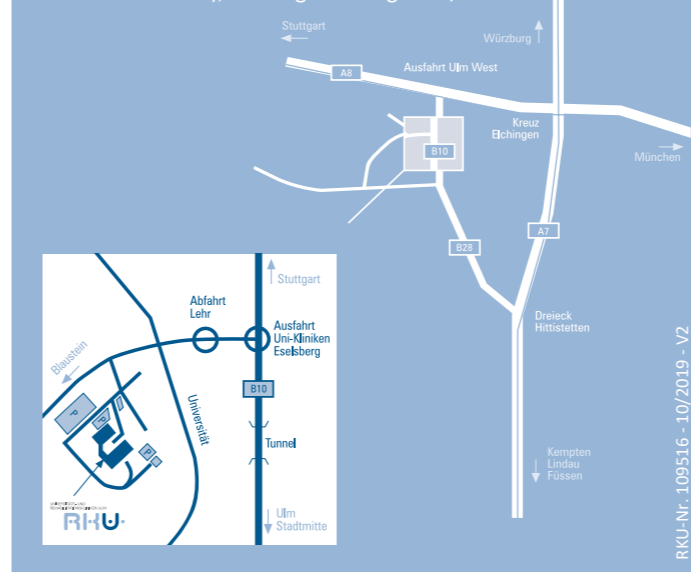 Stuttgart
Würzburg
Ausfahrt Ulm West
A8
Kreuz
Elchingen
B10
München
A7
B28
Dreieck
Hittistetten
Kempten
Lindau
Füssen
Stuttgart
Abfahrt
Lehr
Ausfahrt
Uni-Kliniken
Eselsberg
Blaustein
B10
Universität
Tunnel
P
P
P
Ulm
Stadtmitte
RKU
RKU-Nr. 109516 - 10/2019 - V2